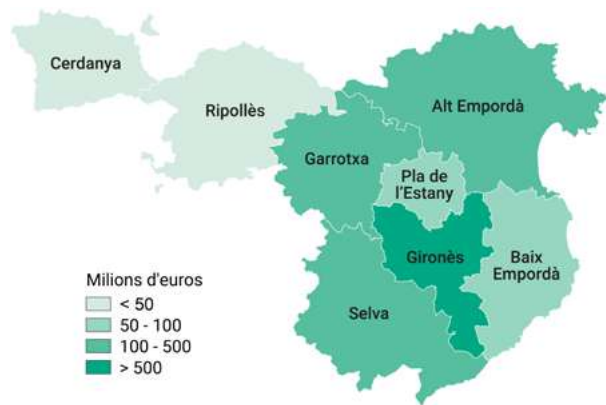 Cerdanya
Ripollès
Alt Empordà
Garrotxa
Pla de
l'Estany
Gironès
Baix
Empordà
Selva
Milions d'euros
< 50
50 - 100
100 - 500
> 500